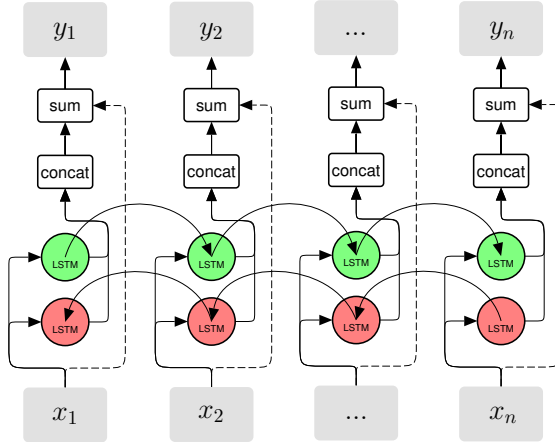 y₁ y₂ ... yₙ
sum sum sum sum
concat concat concat concat
LSTM LSTM LSTM LSTM
LSTM LSTM LSTM LSTM
x₁ x₂ ... xₙ